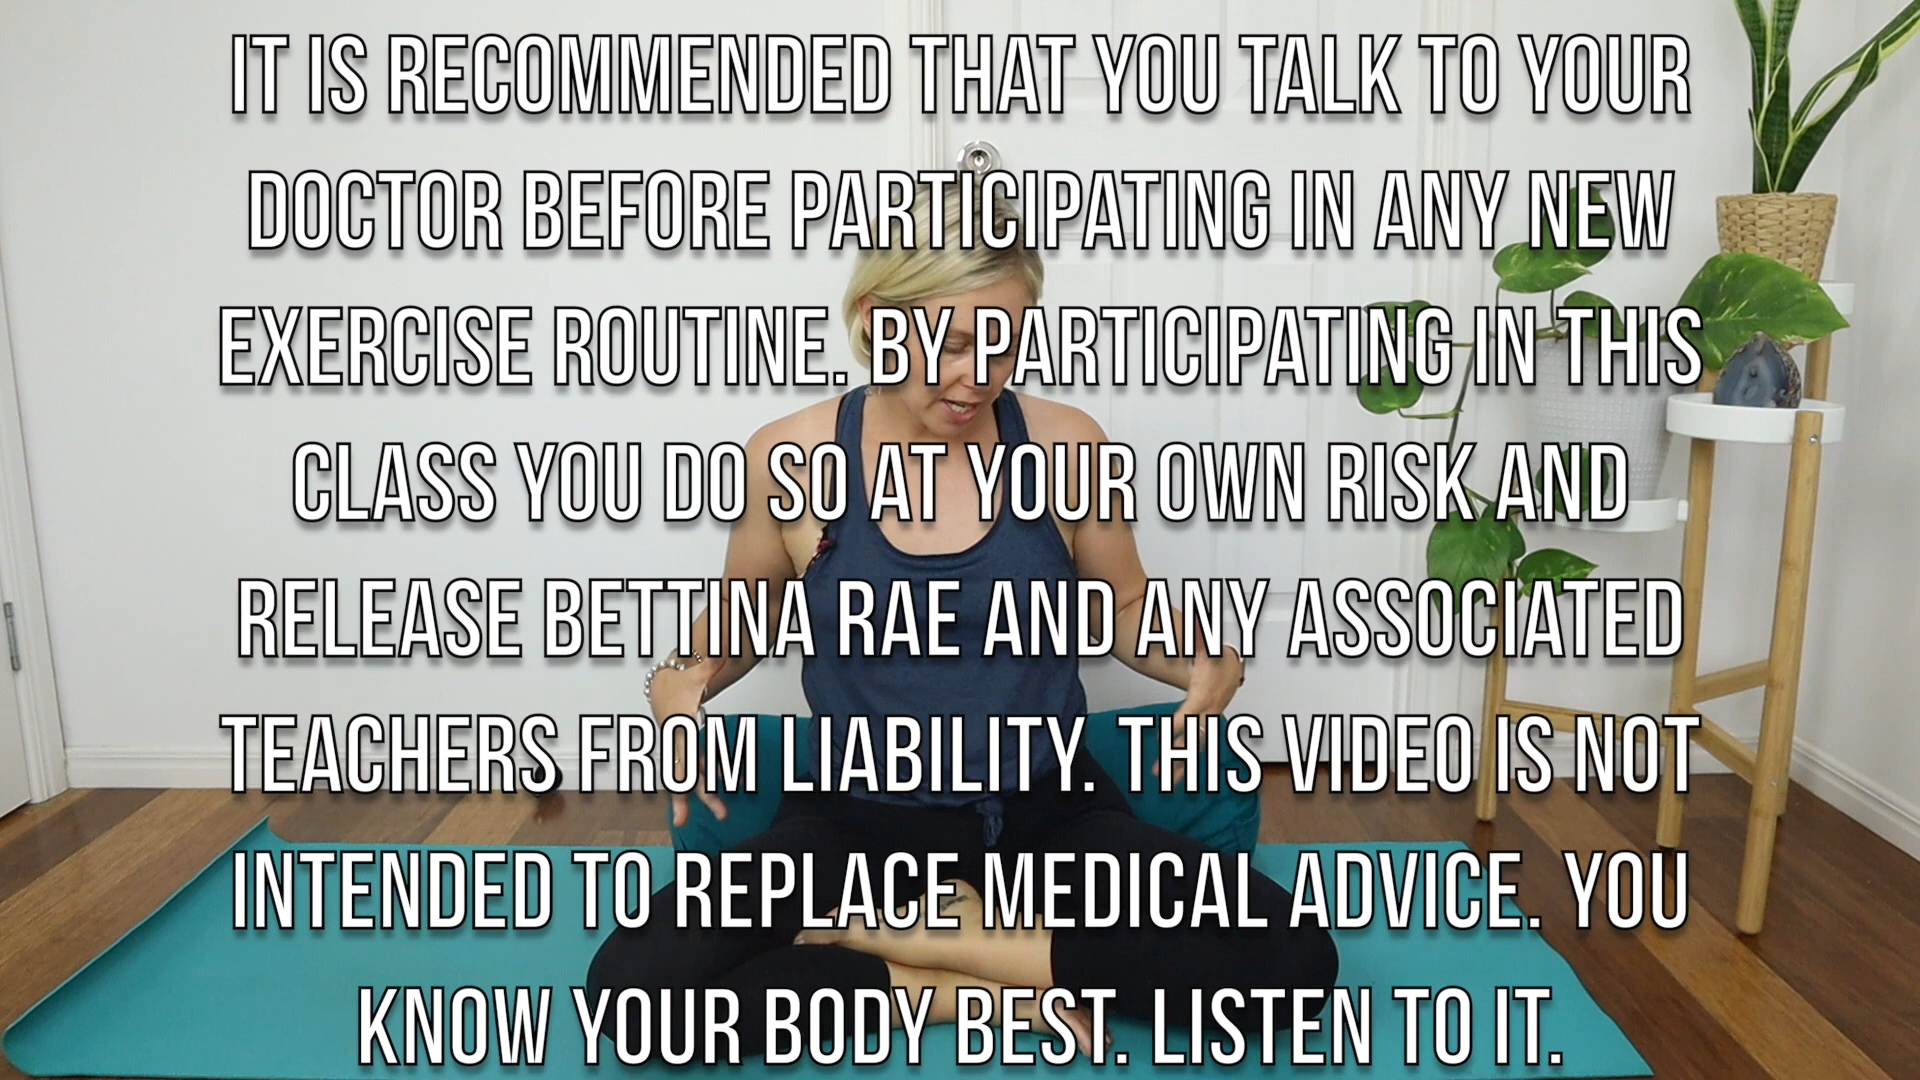 IT IS RECOMMENDED THAT YOU TALK TO YOUR
DOCTOR BEFORE PARTICIPATING IN ANY NEW
EXERCISE ROUTINE. BY PARTICIPATING IN THIS
CLASS YOU DO SO AT YOUR OWN RISK AND
RELEASE BETTINA RAE AND ANY ASSOCIATED
TEACHERS FROM LIABILITY. THIS VIDEO IS NOT
INTENDED TO REPLACE MEDICAL ADVICE. YOU
KNOW YOUR BODY BEST. LISTEN TO IT.